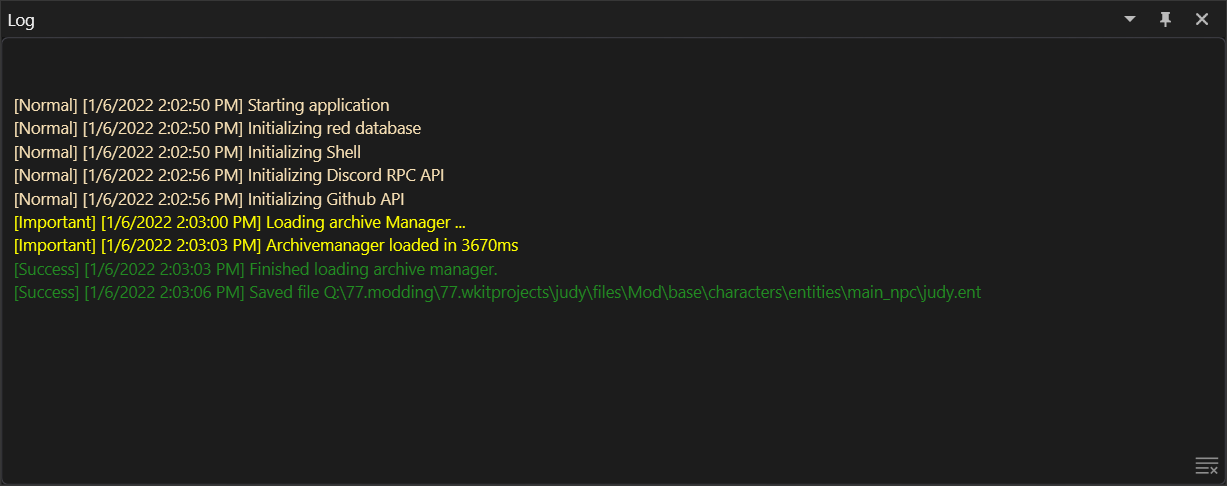 Log
[Normal] [1/6/2022 2:02:50 PM] Starting application
[Normal] [1/6/2022 2:02:50 PM] Initializing red database
[Normal] [1/6/2022 2:02:50 PM] Initializing Shell
[Normal] [1/6/2022 2:02:56 PM] Initializing Discord RPC API
[Normal] [1/6/2022 2:02:56 PM] Initializing Github API
[Important] [1/6/2022 2:03:00 PM] Loading archive Manager ...
[Important] [1/6/2022 2:03:03 PM] Archivemanager loaded in 3670ms
[Success] [1/6/2022 2:03:03 PM] Finished loading archive manager.
[Success] [1/6/2022 2:03:06 PM] Saved file Q:\77.modding\77.wkitprojects\judy\files\Mod\base\characters\entities\main_npc\judy.ent